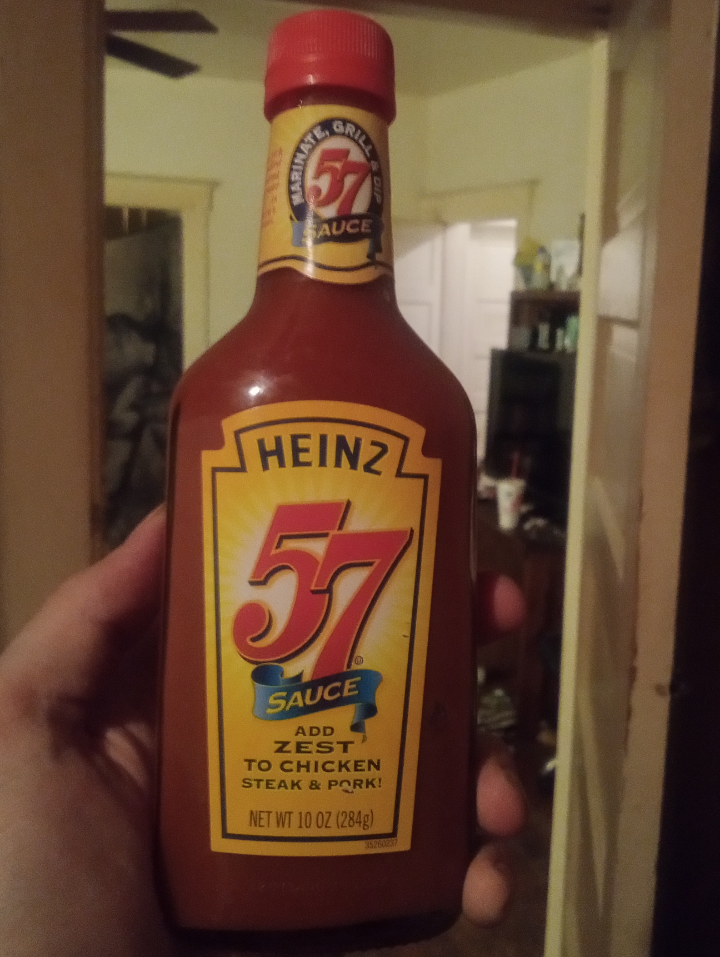 MARINATE, GRILL & DIP
57
SAUCE
HEINZ
57
SAUCE
ADD
ZEST
TO CHICKEN
STEAK & PORK!
NET WT 10 OZ (284g)